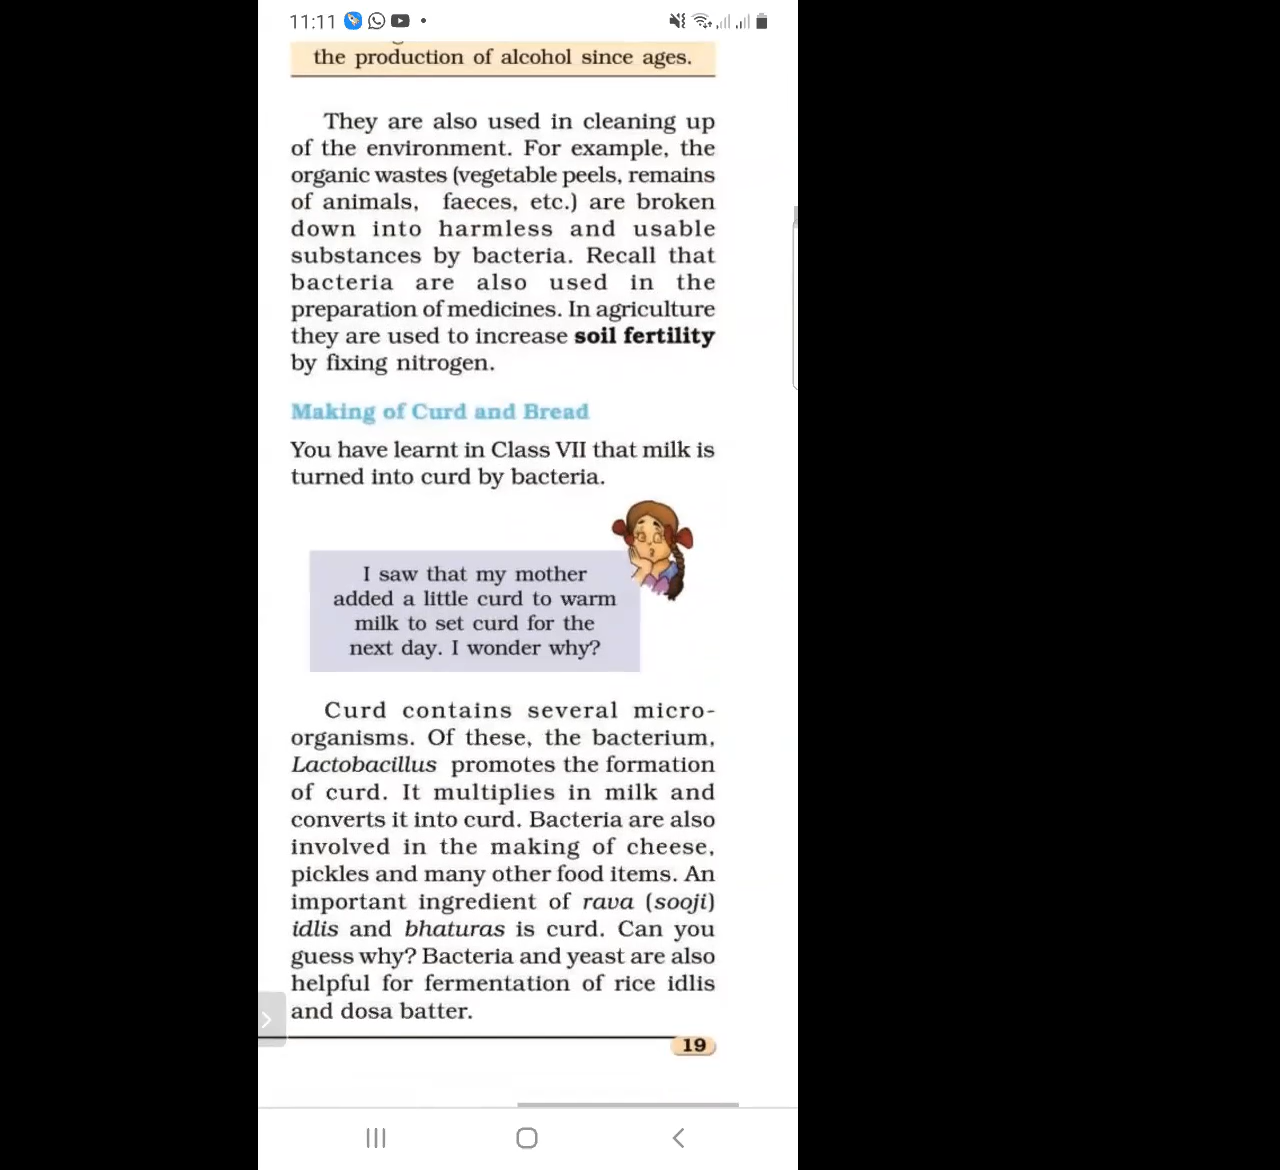 11:11
the production of alcohol since ages.
They are also used in cleaning up
of the environment. For example, the
organic wastes (vegetable peels, remains
of animals, faeces, etc.) are broken
down into harmless and usable
substances by bacteria. Recall that
bacteria are also used in the
preparation of medicines. In agriculture
they are used to increase soil fertility
by fixing nitrogen.
Making of Curd and Bread
You have learnt in Class VII that milk is
turned into curd by bacteria.
I saw that my mother
added a little curd to warm
milk to set curd for the
next day. I wonder why?
Curd contains several micro-
organisms. Of these, the bacterium,
Lactobacillus promotes the formation
of curd. It multiplies in milk and
converts it into curd. Bacteria are also
involved in the making of cheese,
pickles and many other food items. An
important ingredient of rava (sooji)
idlis and bhaturas is curd. Can you
guess why? Bacteria and yeast are also
helpful for fermentation of rice idlis
and dosa batter.
19